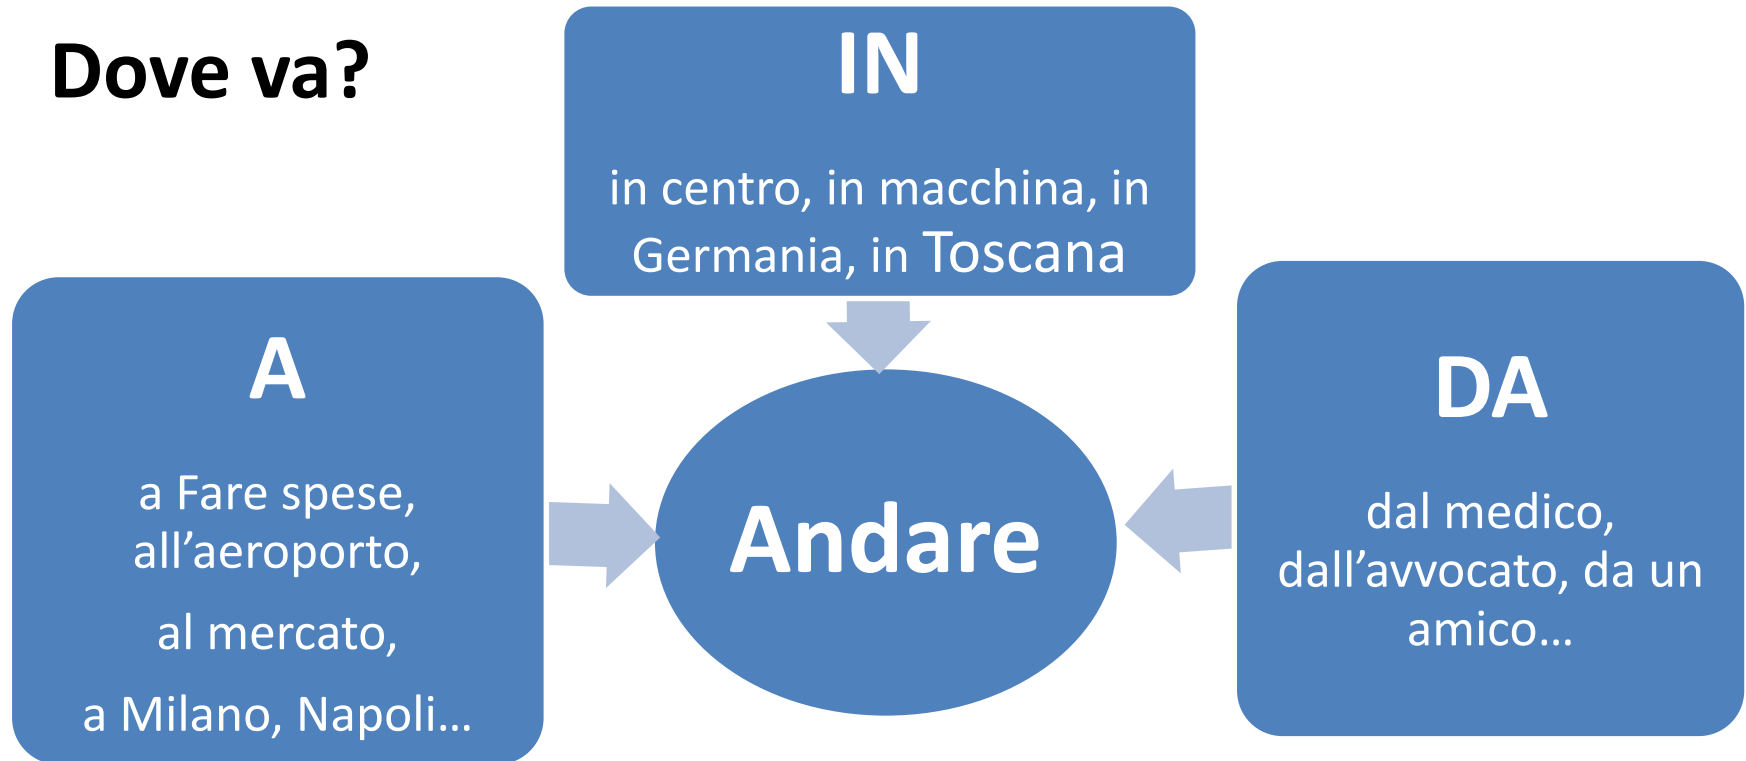 Dove va?
IN
in centro, in macchina, in
Germania, in Toscana
A
a Fare spese,
all’aeroporto,
al mercato,
a Milano, Napoli…
Andare
DA
dal medico,
dall’avvocato, da un
amico…